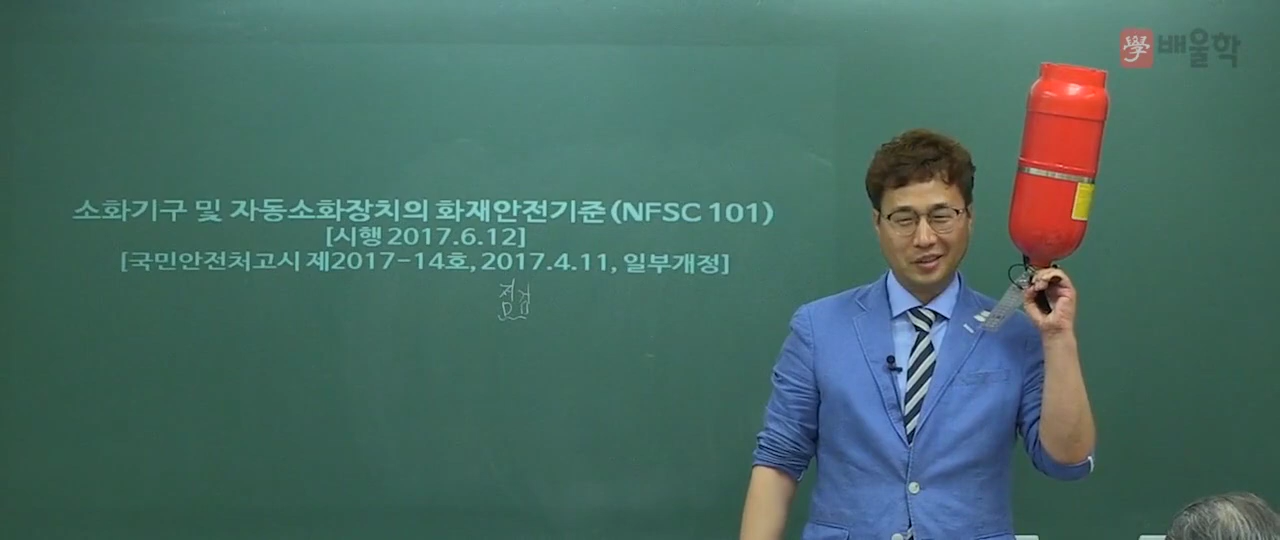 學 배울학
소화기구 및 자동소화장치의 화재안전기준(NFSC 101)
[시행 2017.6.12]
[국민안전처고시 제2017-14호, 2017.4.11, 일부개정]
점검